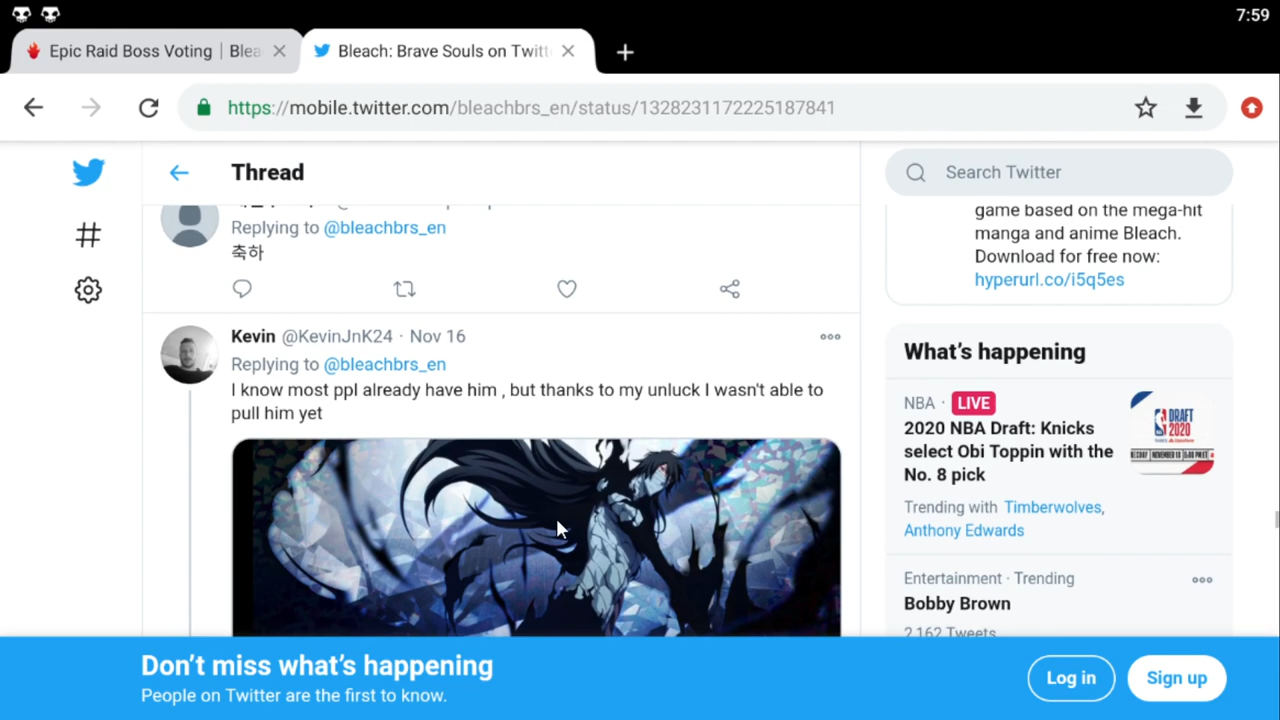 7:59
Epic Raid Boss Voting | Blea
Bleach: Brave Souls on Twitt
https://mobile.twitter.com/bleachbrs_en/status/1328231172225187841
Thread
Search Twitter
Replying to @bleachbrs_en
축하
Kevin @KevinJnK24 · Nov 16
Replying to @bleachbrs_en
I know most ppl already have him , but thanks to my unluck I wasn't able to
pull him yet
game based on the mega-hit
manga and anime Bleach.
Download for free now:
hyperurl.co/i5q5es
What's happening
NBA · LIVE
2020 NBA Draft: Knicks
select Obi Toppin with the
No. 8 pick
DRAFT
2020
Trending with Timberwolves,
Anthony Edwards
Entertainment · Trending
Bobby Brown
2,162 Tweets
Don't miss what's happening
People on Twitter are the first to know.
Log in
Sign up